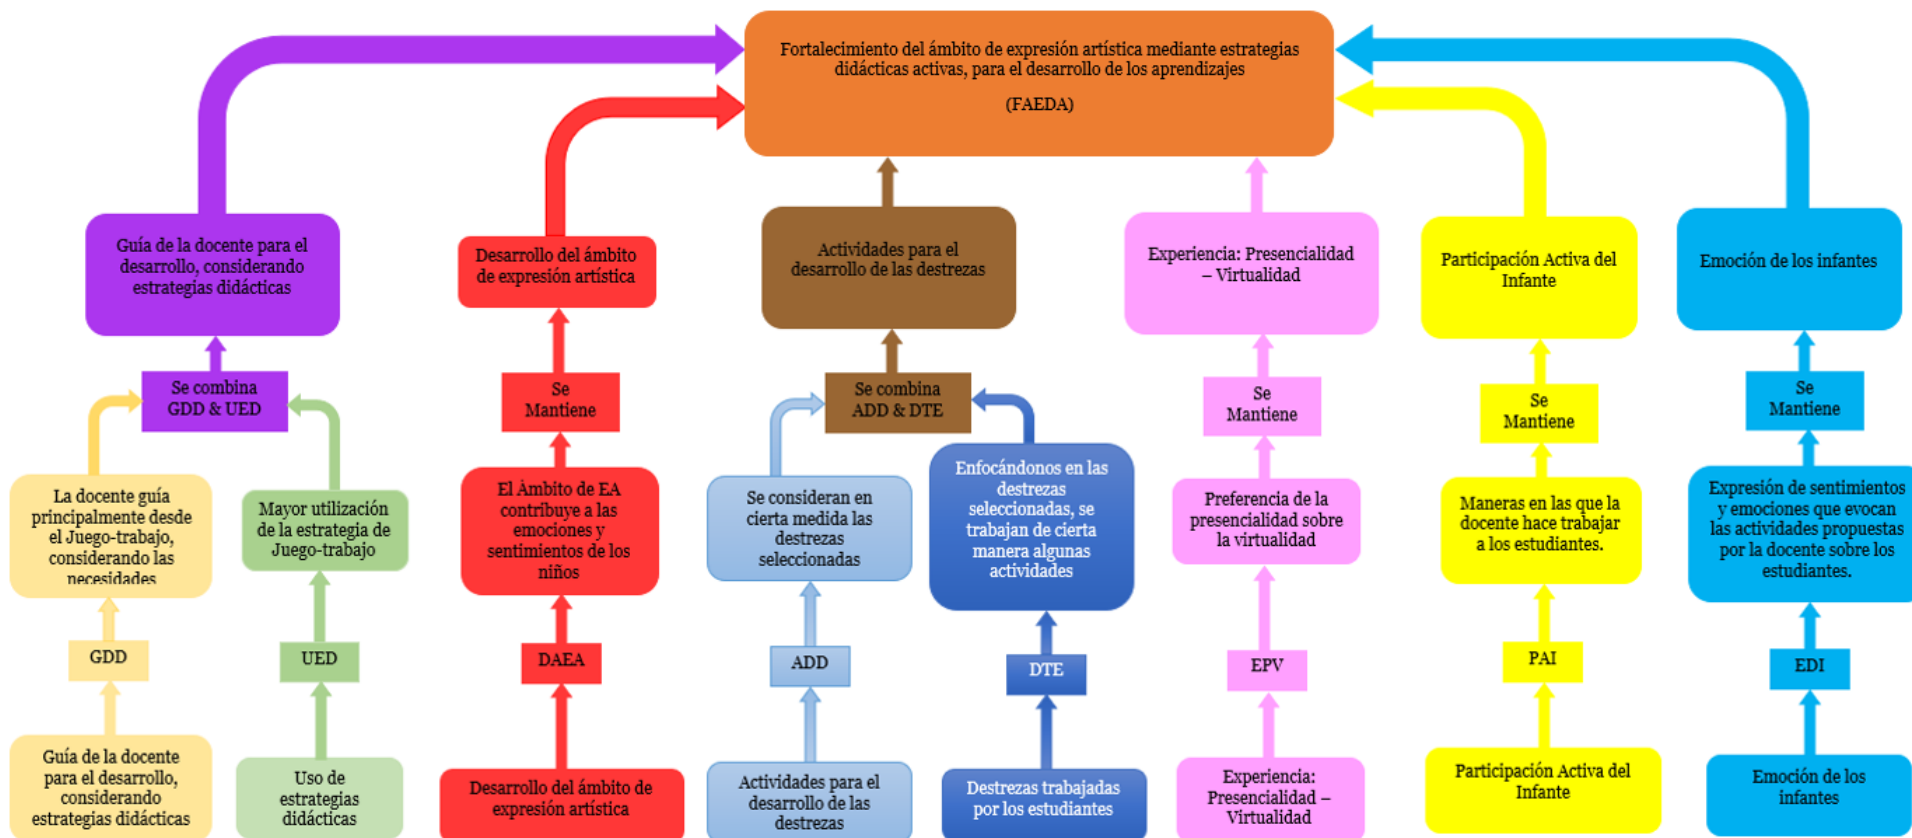 Fortalecimiento del ámbito de expresión artística mediante estrategias
didácticas activas, para el desarrollo de los aprendizajes
(FAEDA)
Guía de la docente para el
desarrollo, considerando
estrategias didácticas
Desarrollo del ámbito
de expresión artística
Actividades para el
desarrollo de las destrezas
Experiencia: Presencialidad
– Virtualidad
Participación Activa del
Infante
Emoción de los infantes
Se combina
GDD & UED
Se
Mantiene
Se combina
ADD & DTE
Se
Mantiene
Se
Mantiene
Se
Mantiene
La docente guía
principalmente desde
el Juego-trabajo,
considerando las
necesidades
Mayor utilización
de la estrategia de
Juego-trabajo
El Ámbito de EA
contribuye a las
emociones y
sentimientos de los
niños
Se consideran en
cierta medida las
destrezas
seleccionadas
Enfocándonos en las
destrezas
seleccionadas, se
trabajan de cierta
manera algunas
actividades
Preferencia de la
presencialidad sobre
la virtualidad
Maneras en las que la
docente hace trabajar
a los estudiantes.
Expresión de sentimientos
y emociones que evocan
las actividades propuestas
por la docente sobre los
estudiantes.
GDD
UED
DAEA
ADD
DTE
EPV
PAI
EDI
Guía de la docente
para el desarrollo,
considerando
estrategias didácticas
Uso de
estrategias
didácticas
Desarrollo del ámbito de
expresión artística
Actividades para el
desarrollo de las
destrezas
Destrezas trabajadas
por los estudiantes
Experiencia:
Presencialidad –
Virtualidad
Participación Activa del
Infante
Emoción de los
infantes